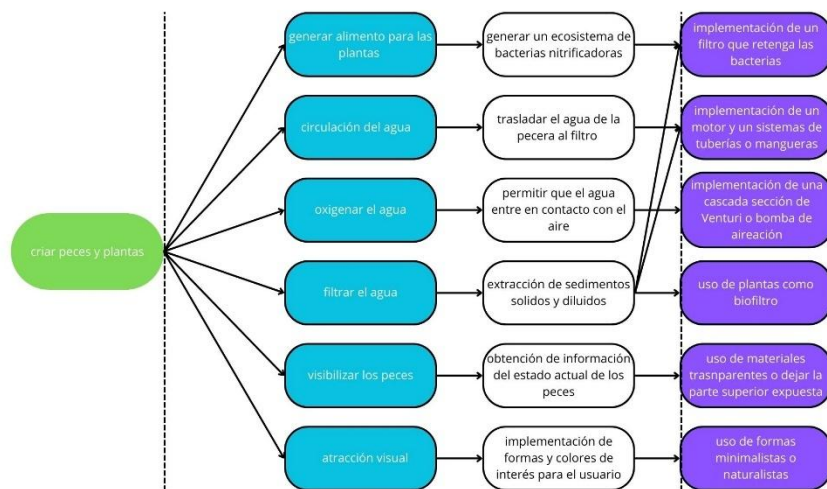 criar peces y plantas
generar alimento para las
plantas
generar un ecosistema de
bacterias nitrificadoras
implementación de un
filtro que retenga las
bacterias
circulación del agua
trasladar el agua de la
pecera al filtro
implementación de un
motor y un sistemas de
tuberías o mangueras
oxigenar el agua
permitir que el agua
entre en contacto con el
aire
implementación de una
cascada sección de
Venturi o bomba de
aireación
filtrar el agua
extracción de sedimentos
solidos y diluidos
uso de plantas como
biofiltro
visibilizar los peces
obtención de información
del estado actual de los
peces
uso de materiales
trasnparentes o dejar la
parte superior expuesta
atracción visual
implementación de
formas y colores de
interés para el usuario
uso de formas
minimalistas o
naturalistas